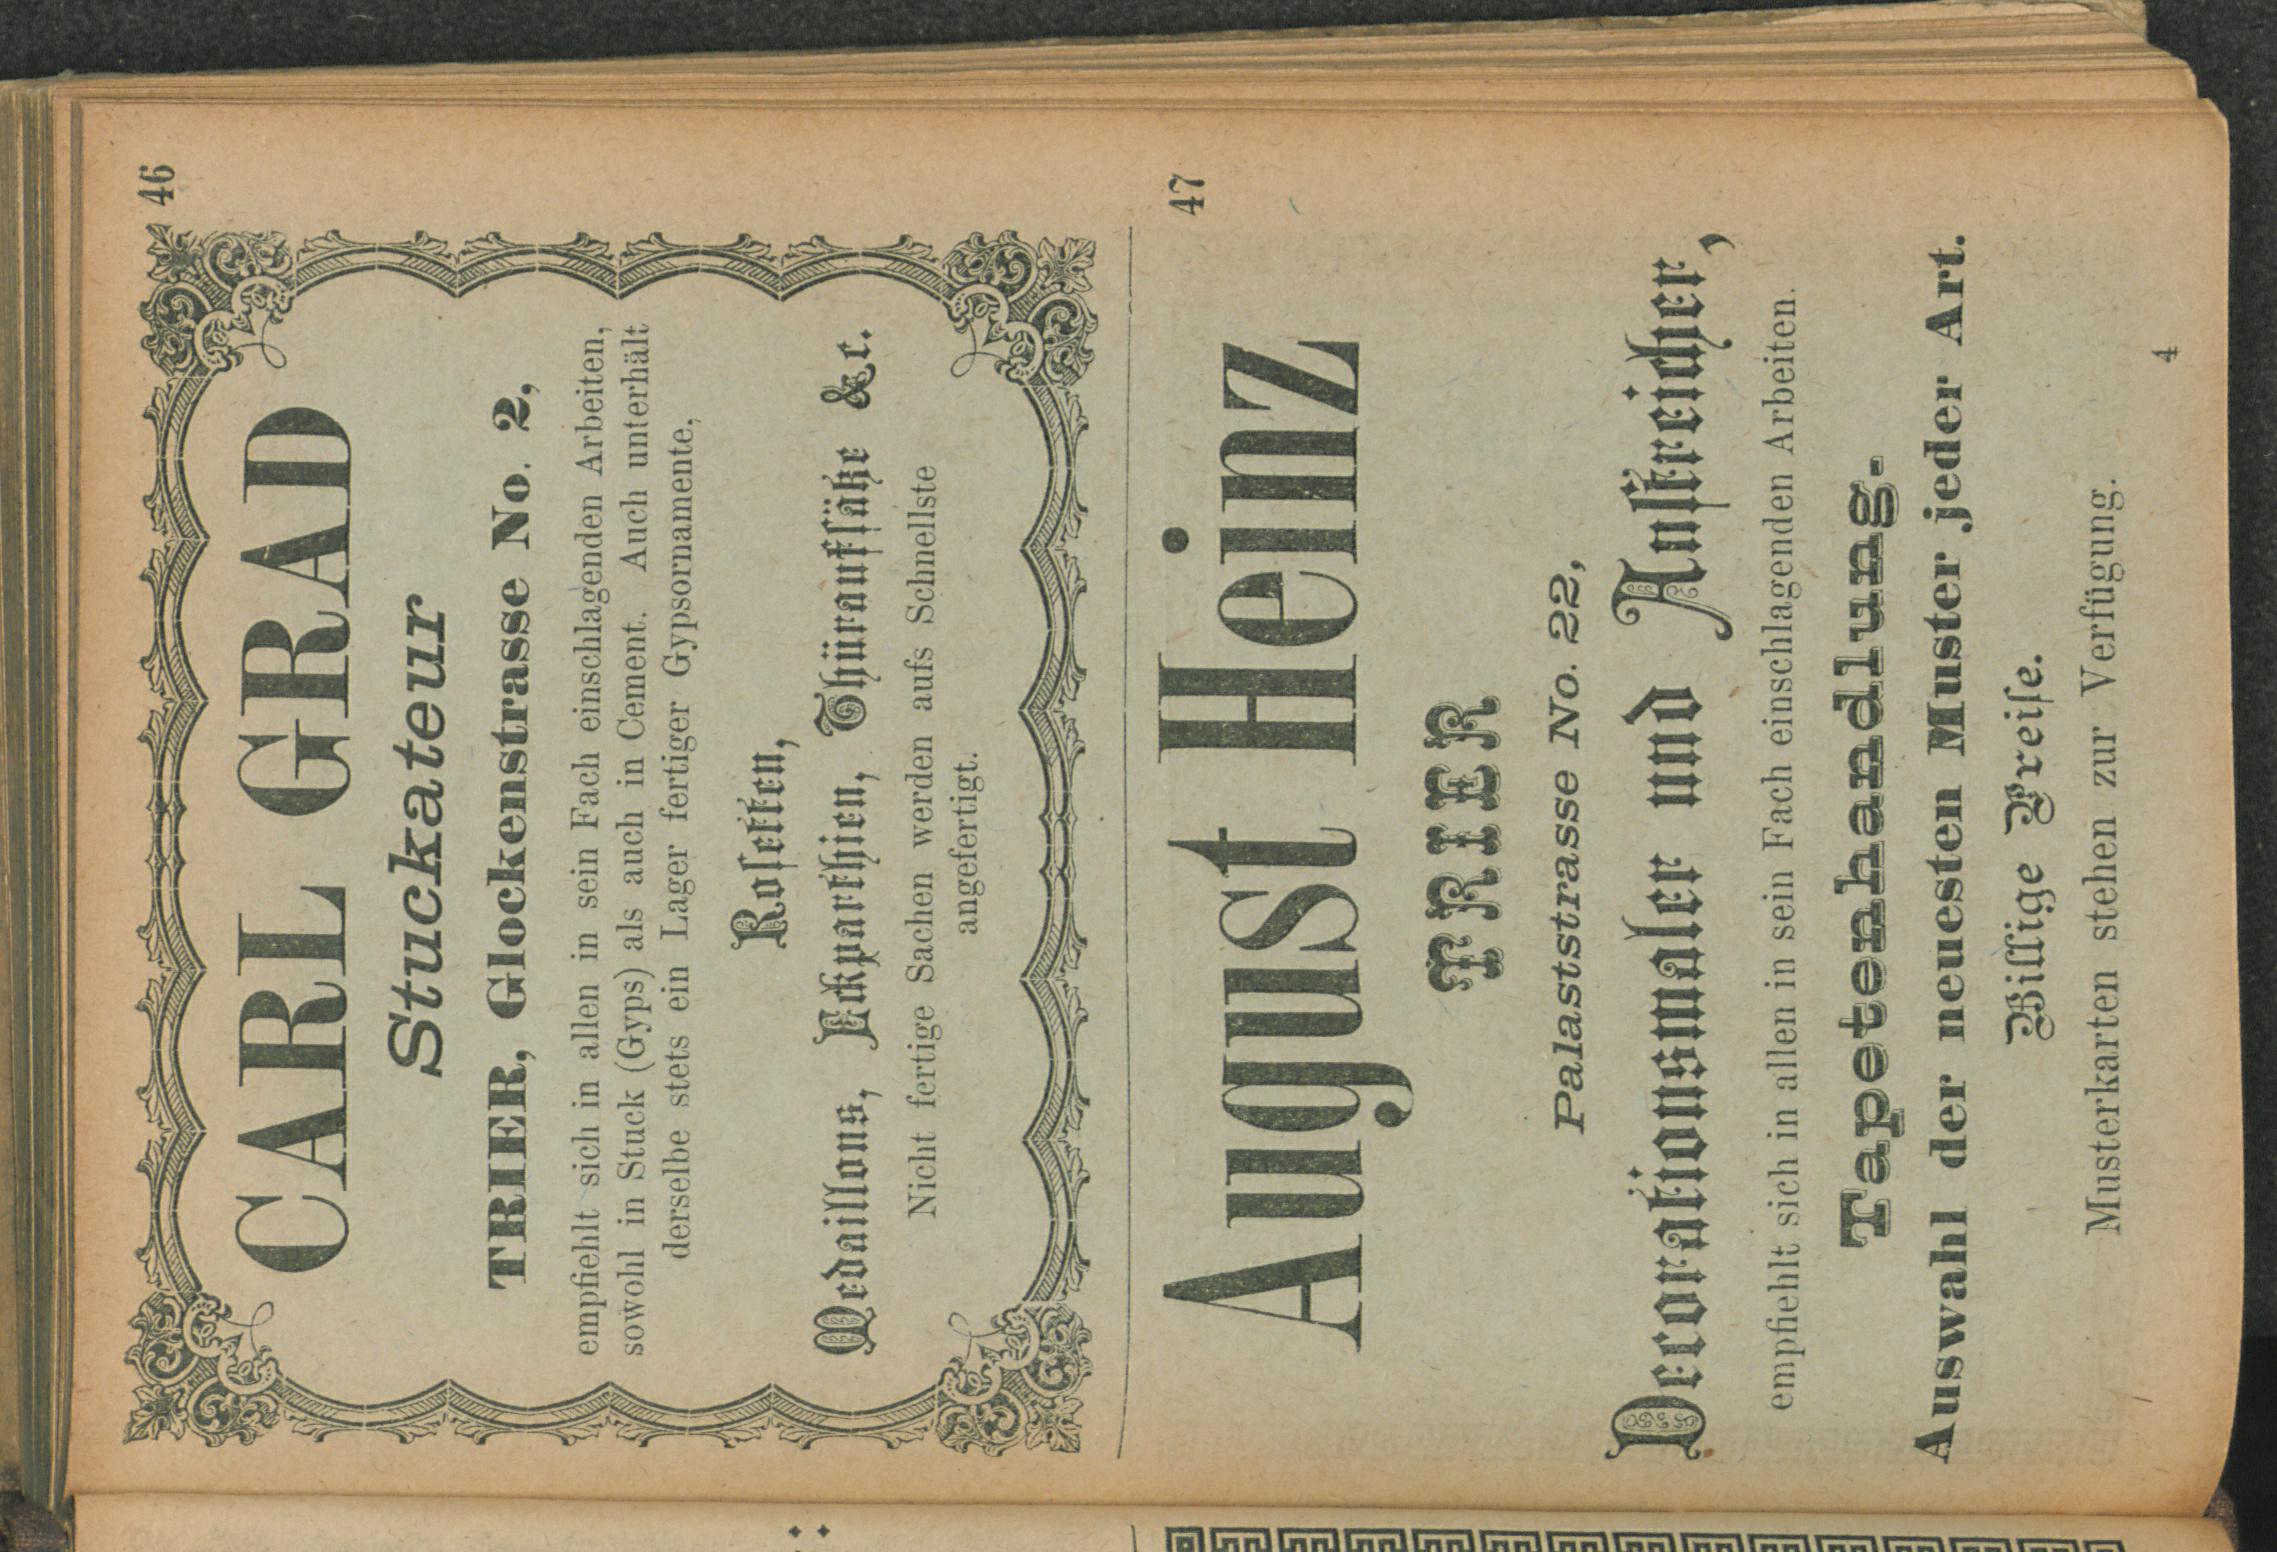 46
CARL GRAD
Stuckateur
TRIER, Glockenstrasse No. 2,
empfiehlt sich in allen in sein Fach einschlagenden Arbeiten,
sowohl in Stuck (Gyps) als auch in Cement. Auch unterhält
derselbe stets ein Lager fertiger Gypsornamente,
Roſetten,
Medaillons, Eckparthien, Thüraufſätze &c.
Nicht fertige Sachen werden aufs Schnellste
angefertigt.
47
August Heinz
TRIER
Palaststrasse No. 22,
Decorationsmaler und Anſtreicher,
empfiehlt sich in allen in sein Fach einschlagenden Arbeiten.
Tapetenhandlung.
Auswahl der neuesten Muster jeder Art.
Billige Preiſe.
Musterkarten stehen zur Verfügung.
4